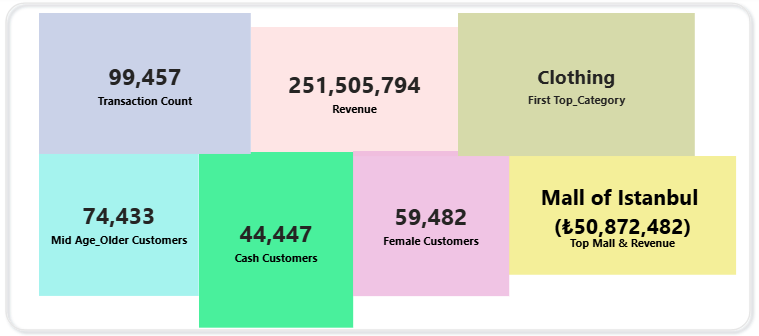 99,457
Transaction Count
251,505,794
Revenue
Clothing
First Top_Category
74,433
Mid Age_Older Customers
44,447
Cash Customers
59,482
Female Customers
Mall of Istanbul
(₺50,872,482)
Top Mall & Revenue